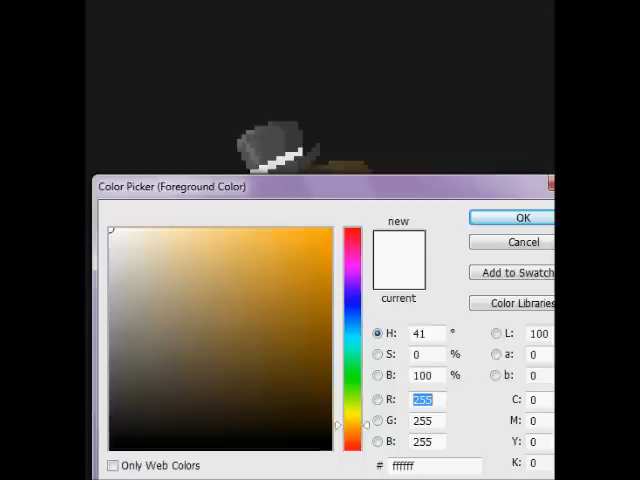 Color Picker (Foreground Color)
new
current
OK
Cancel
Add to Swatch
Color Libraries
H: 41 °
S: 0 %
B: 100 %
R: 255
G: 255
B: 255
# ffffff
L: 100
a: 0
b: 0
C: 0
M: 0
Y: 0
K: 0
Only Web Colors